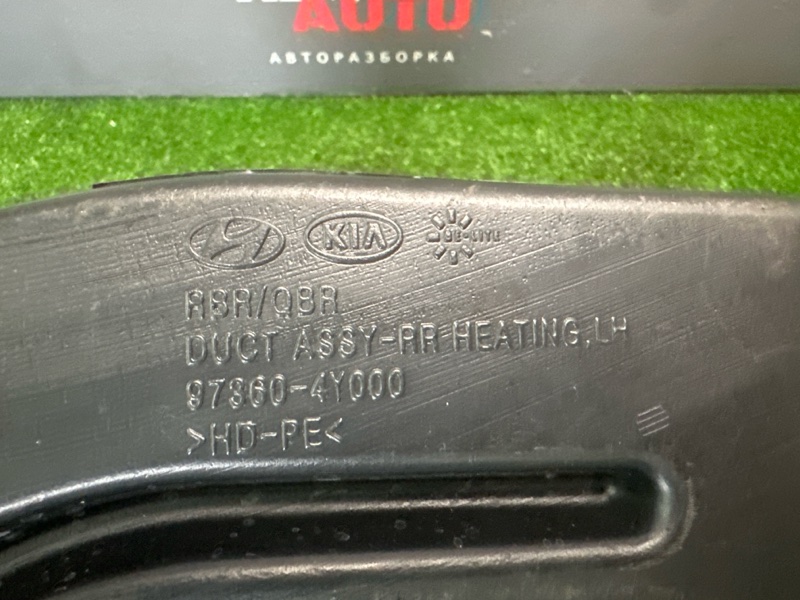 AUTO
АВТОРАЗБОРКА
KIA
RBR/QBR
DUCT ASSY-RR HEATING,LH
97360-4Y000
>HD-PE<